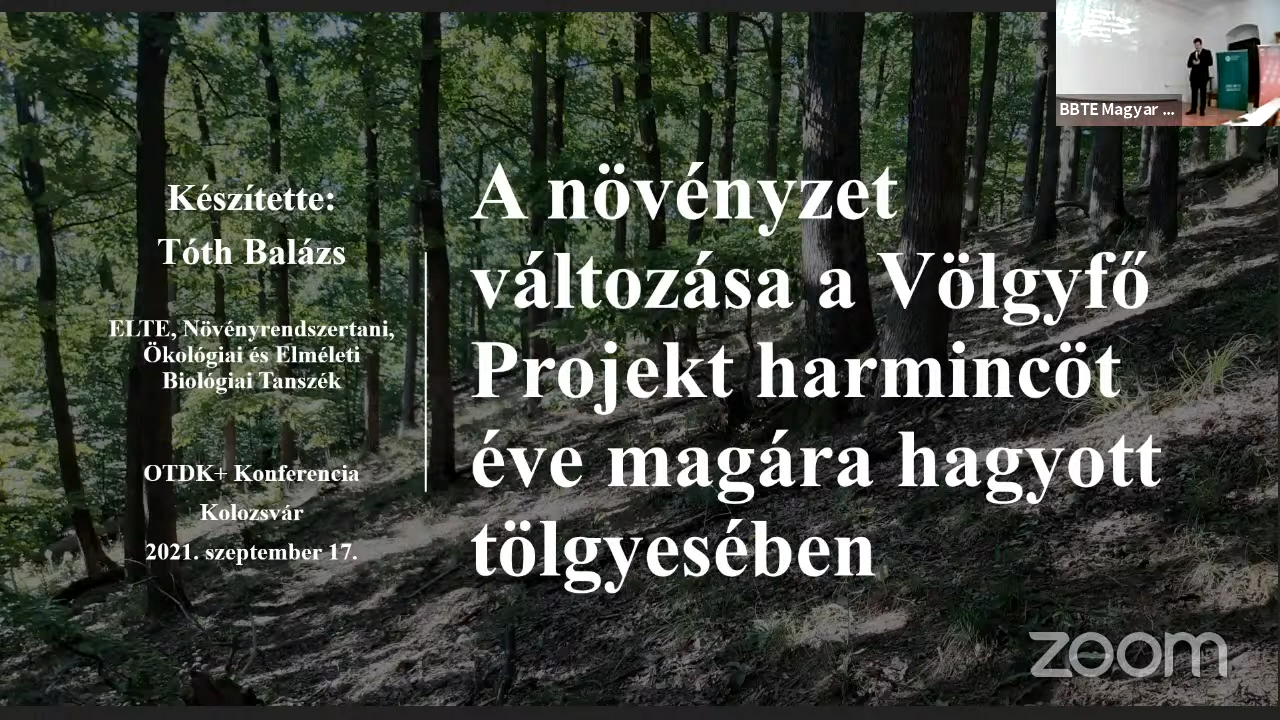 Készítette:
Tóth Balázs
ELTE, Növényrendszertani,
Ökológiai és Elméleti
Biológiai Tanszék
OTDK+ Konferencia
Kolozsvár
2021. szeptember 17.
A növényzet
változása a Völgyfő
Projekt harmincöt
éve magára hagyott
tölgyesében
BBTE Magyar ...
zoom